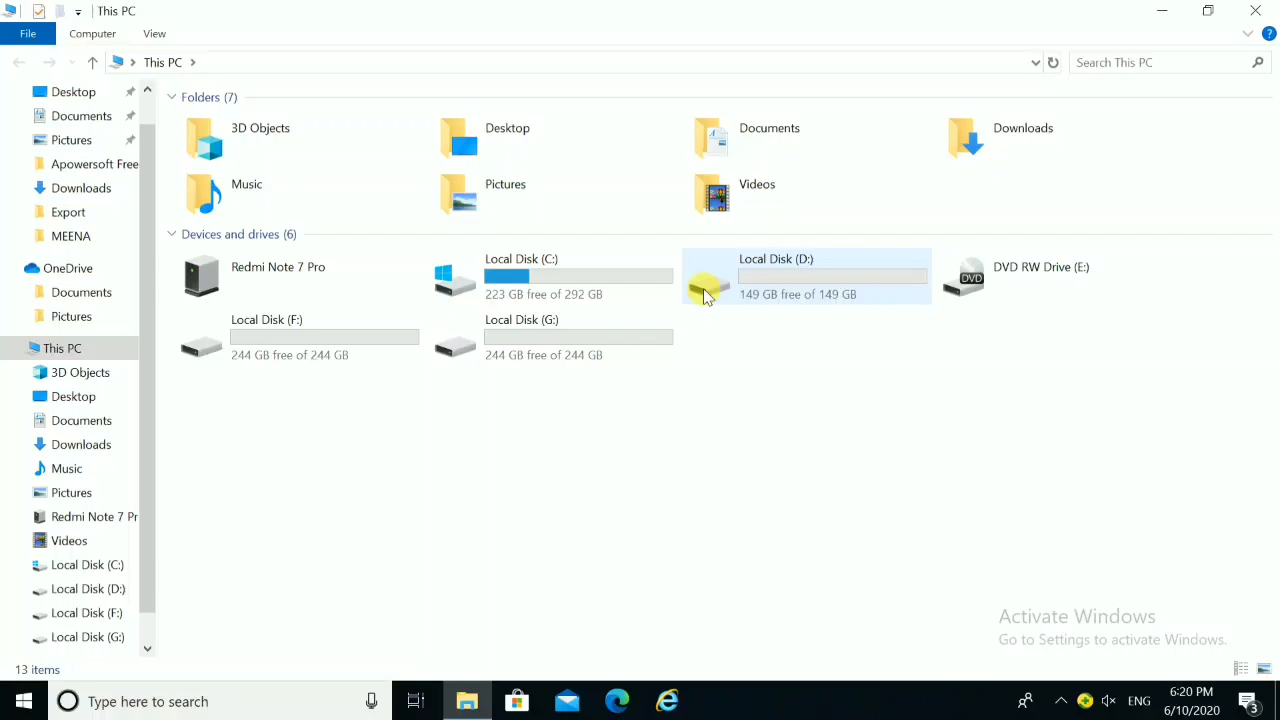 This PC
File
Computer
View
This PC
Search This PC
Desktop
Documents
Pictures
Apowersoft Free
Downloads
Export
MEENA
OneDrive
Documents
Pictures
This PC
3D Objects
Desktop
Documents
Downloads
Music
Pictures
Redmi Note 7 Pr
Videos
Local Disk (C:)
Local Disk (D:)
Local Disk (F:)
Local Disk (G:)
Folders (7)
3D Objects
Desktop
Documents
Downloads
Music
Pictures
Videos
Devices and drives (6)
Redmi Note 7 Pro
Local Disk (C:)
223 GB free of 292 GB
Local Disk (D:)
149 GB free of 149 GB
DVD RW Drive (E:)
DVD
Local Disk (F:)
244 GB free of 244 GB
Local Disk (G:)
244 GB free of 244 GB
Activate Windows
Go to Settings to activate Windows.
13 items
Type here to search
ENG
6:20 PM
6/10/2020
3